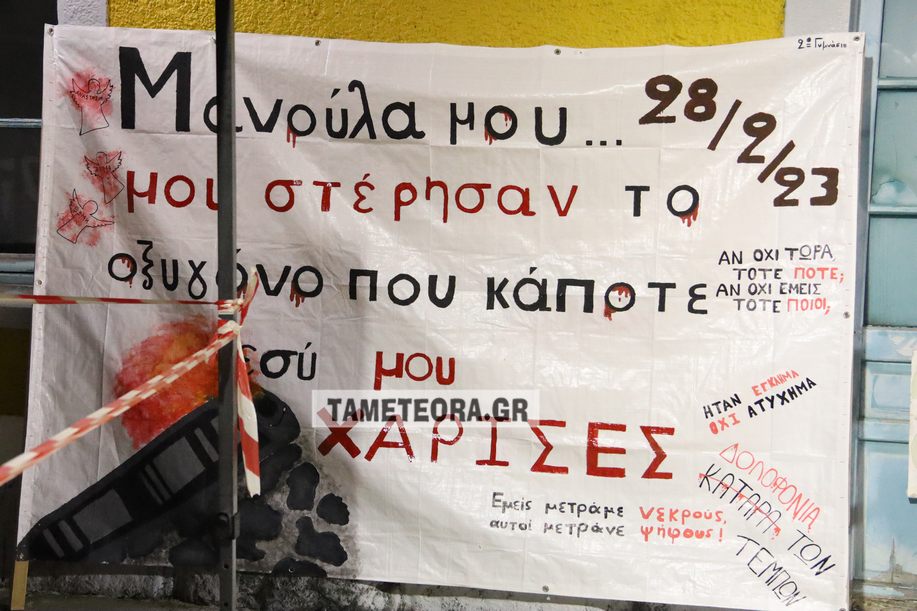 2ο Γυμνάσιο
Μανούλα μου ...
28/2/23
μου στέρησαν το
οξυγόνο που κάποτε
εσύ μου
ΧΑΡΙΣΕΣ
ΑΝ ΟΧΙ ΤΩΡΑ
ΤΟΤΕ ΠΟΤΕ;
ΑΝ ΟΧΙ ΕΜΕΙΣ
ΤΟΤΕ ΠΟΙΟΙ;
ΗΤΑΝ ΕΓΚΛΗΜΑ
ΟΧΙ ΑΤΥΧΗΜΑ
ΔΟΛΟΦΟΝΙΑ
ΚΑΤΑΡΑ ΤΩΝ
ΤΕΜΠΩΝ
Εμείς μετράμε νεκρούς,
αυτοί μετράνε ψήφους!
TAMETEORA.GR